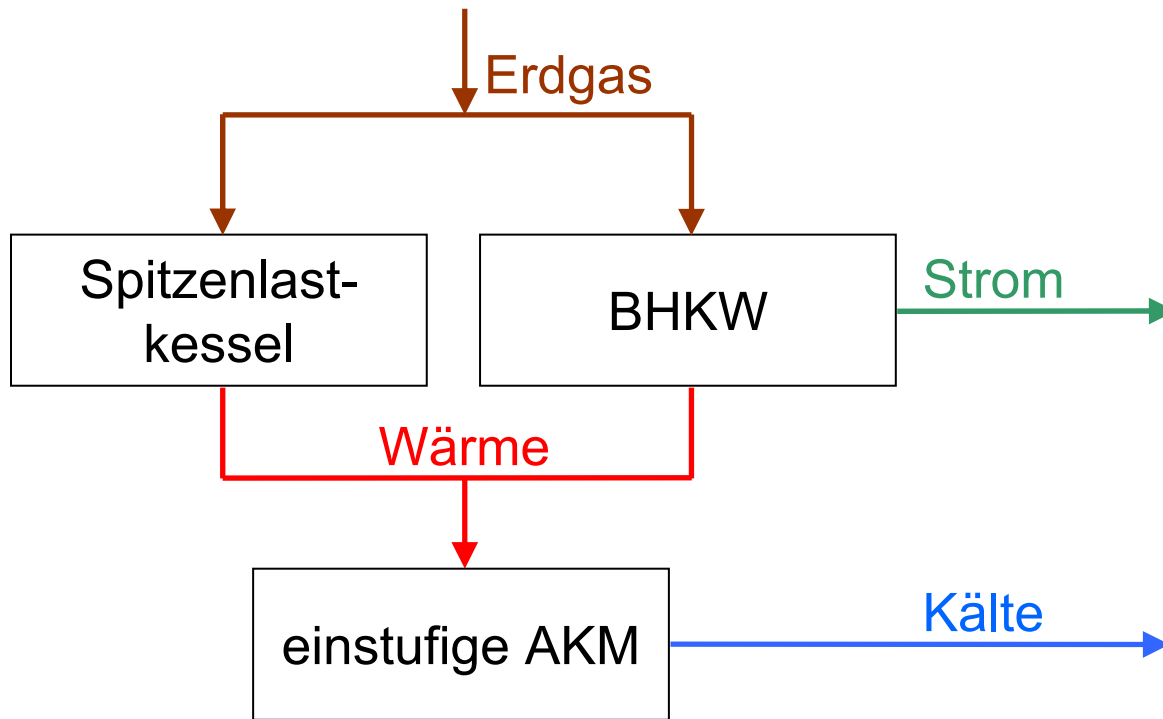 Erdgas
Spitzenlast-
kessel
BHKW
Strom
Wärme
einstufige AKM
Kälte